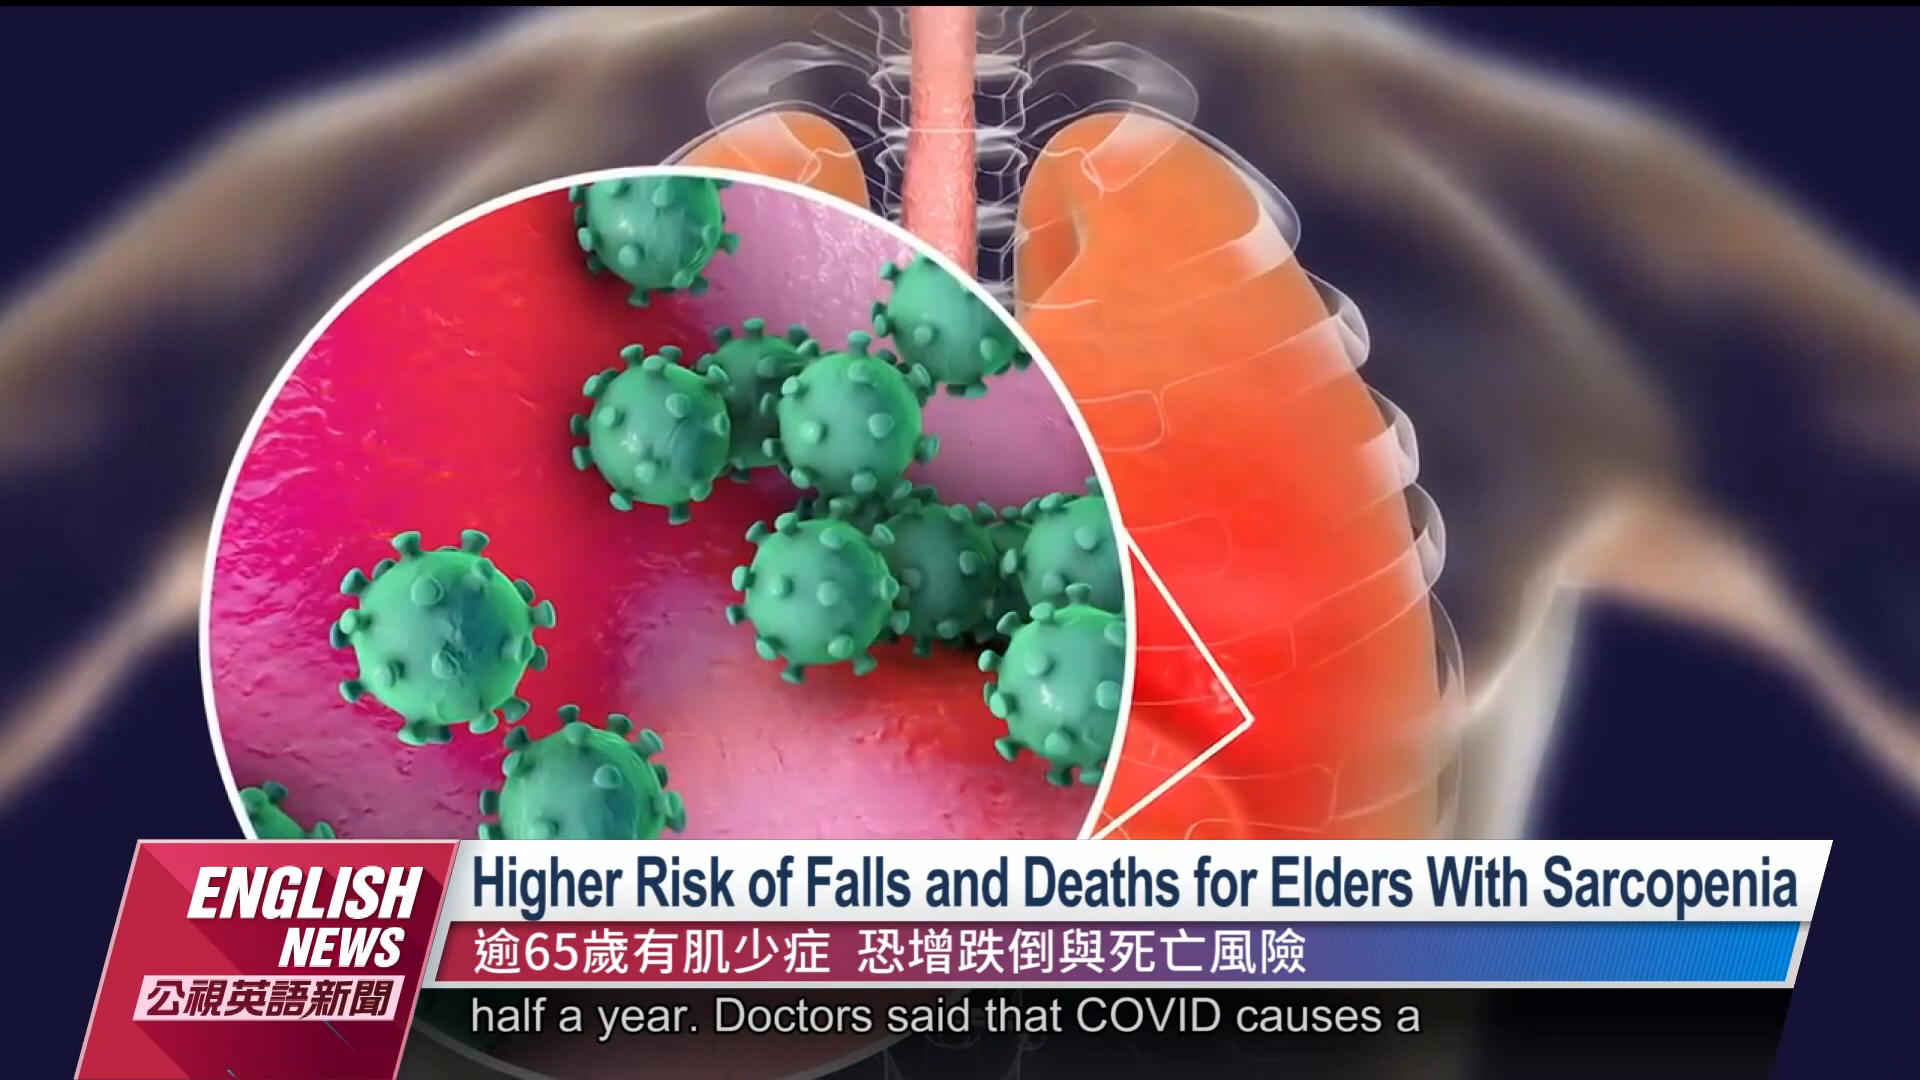 ENGLISH
NEWS
公視英語新聞
Higher Risk of Falls and Deaths for Elders With Sarcopenia
逾65歲有肌少症 恐增跌倒與死亡風險
half a year. Doctors said that COVID causes a